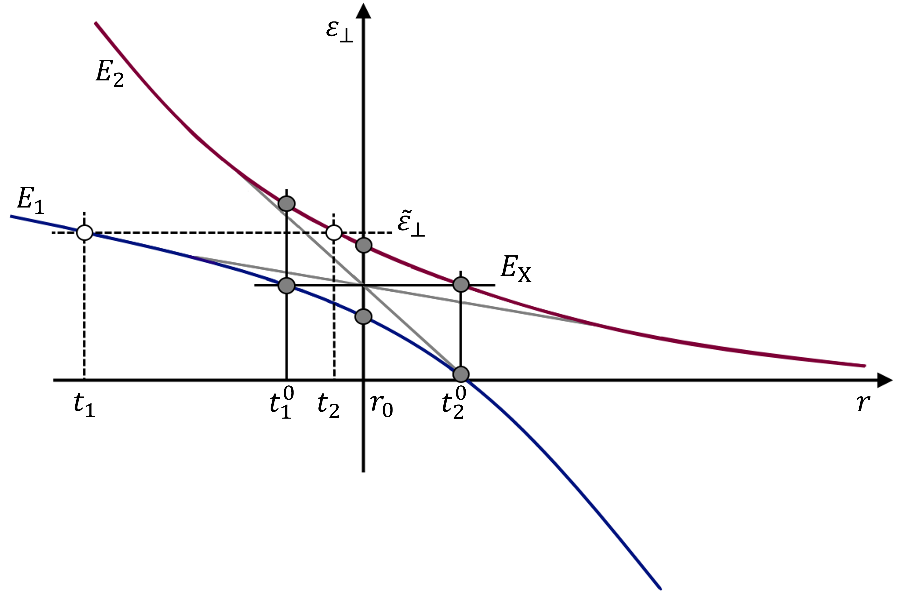 ε⊥
E₂
E₁
ε̃⊥
Eₓ
t₁
t₁⁰
t₂
r₀
t₂⁰
r